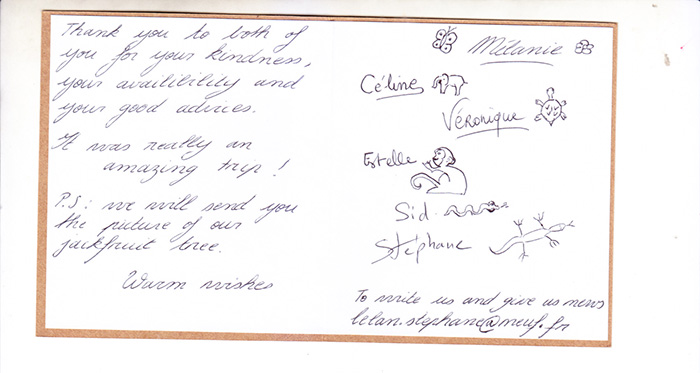 Thank you to both of
you for your kindness,
your availibility and
your good advices.
It was really an
amazing trip !
P.S : we will send you
the picture of our
jackfruit tree.
Warm wishes
Mélanie
Céline
Véronique
Estelle
Sid
Stéphane
To write us and give us news
lelan.stephane@neuf.fr